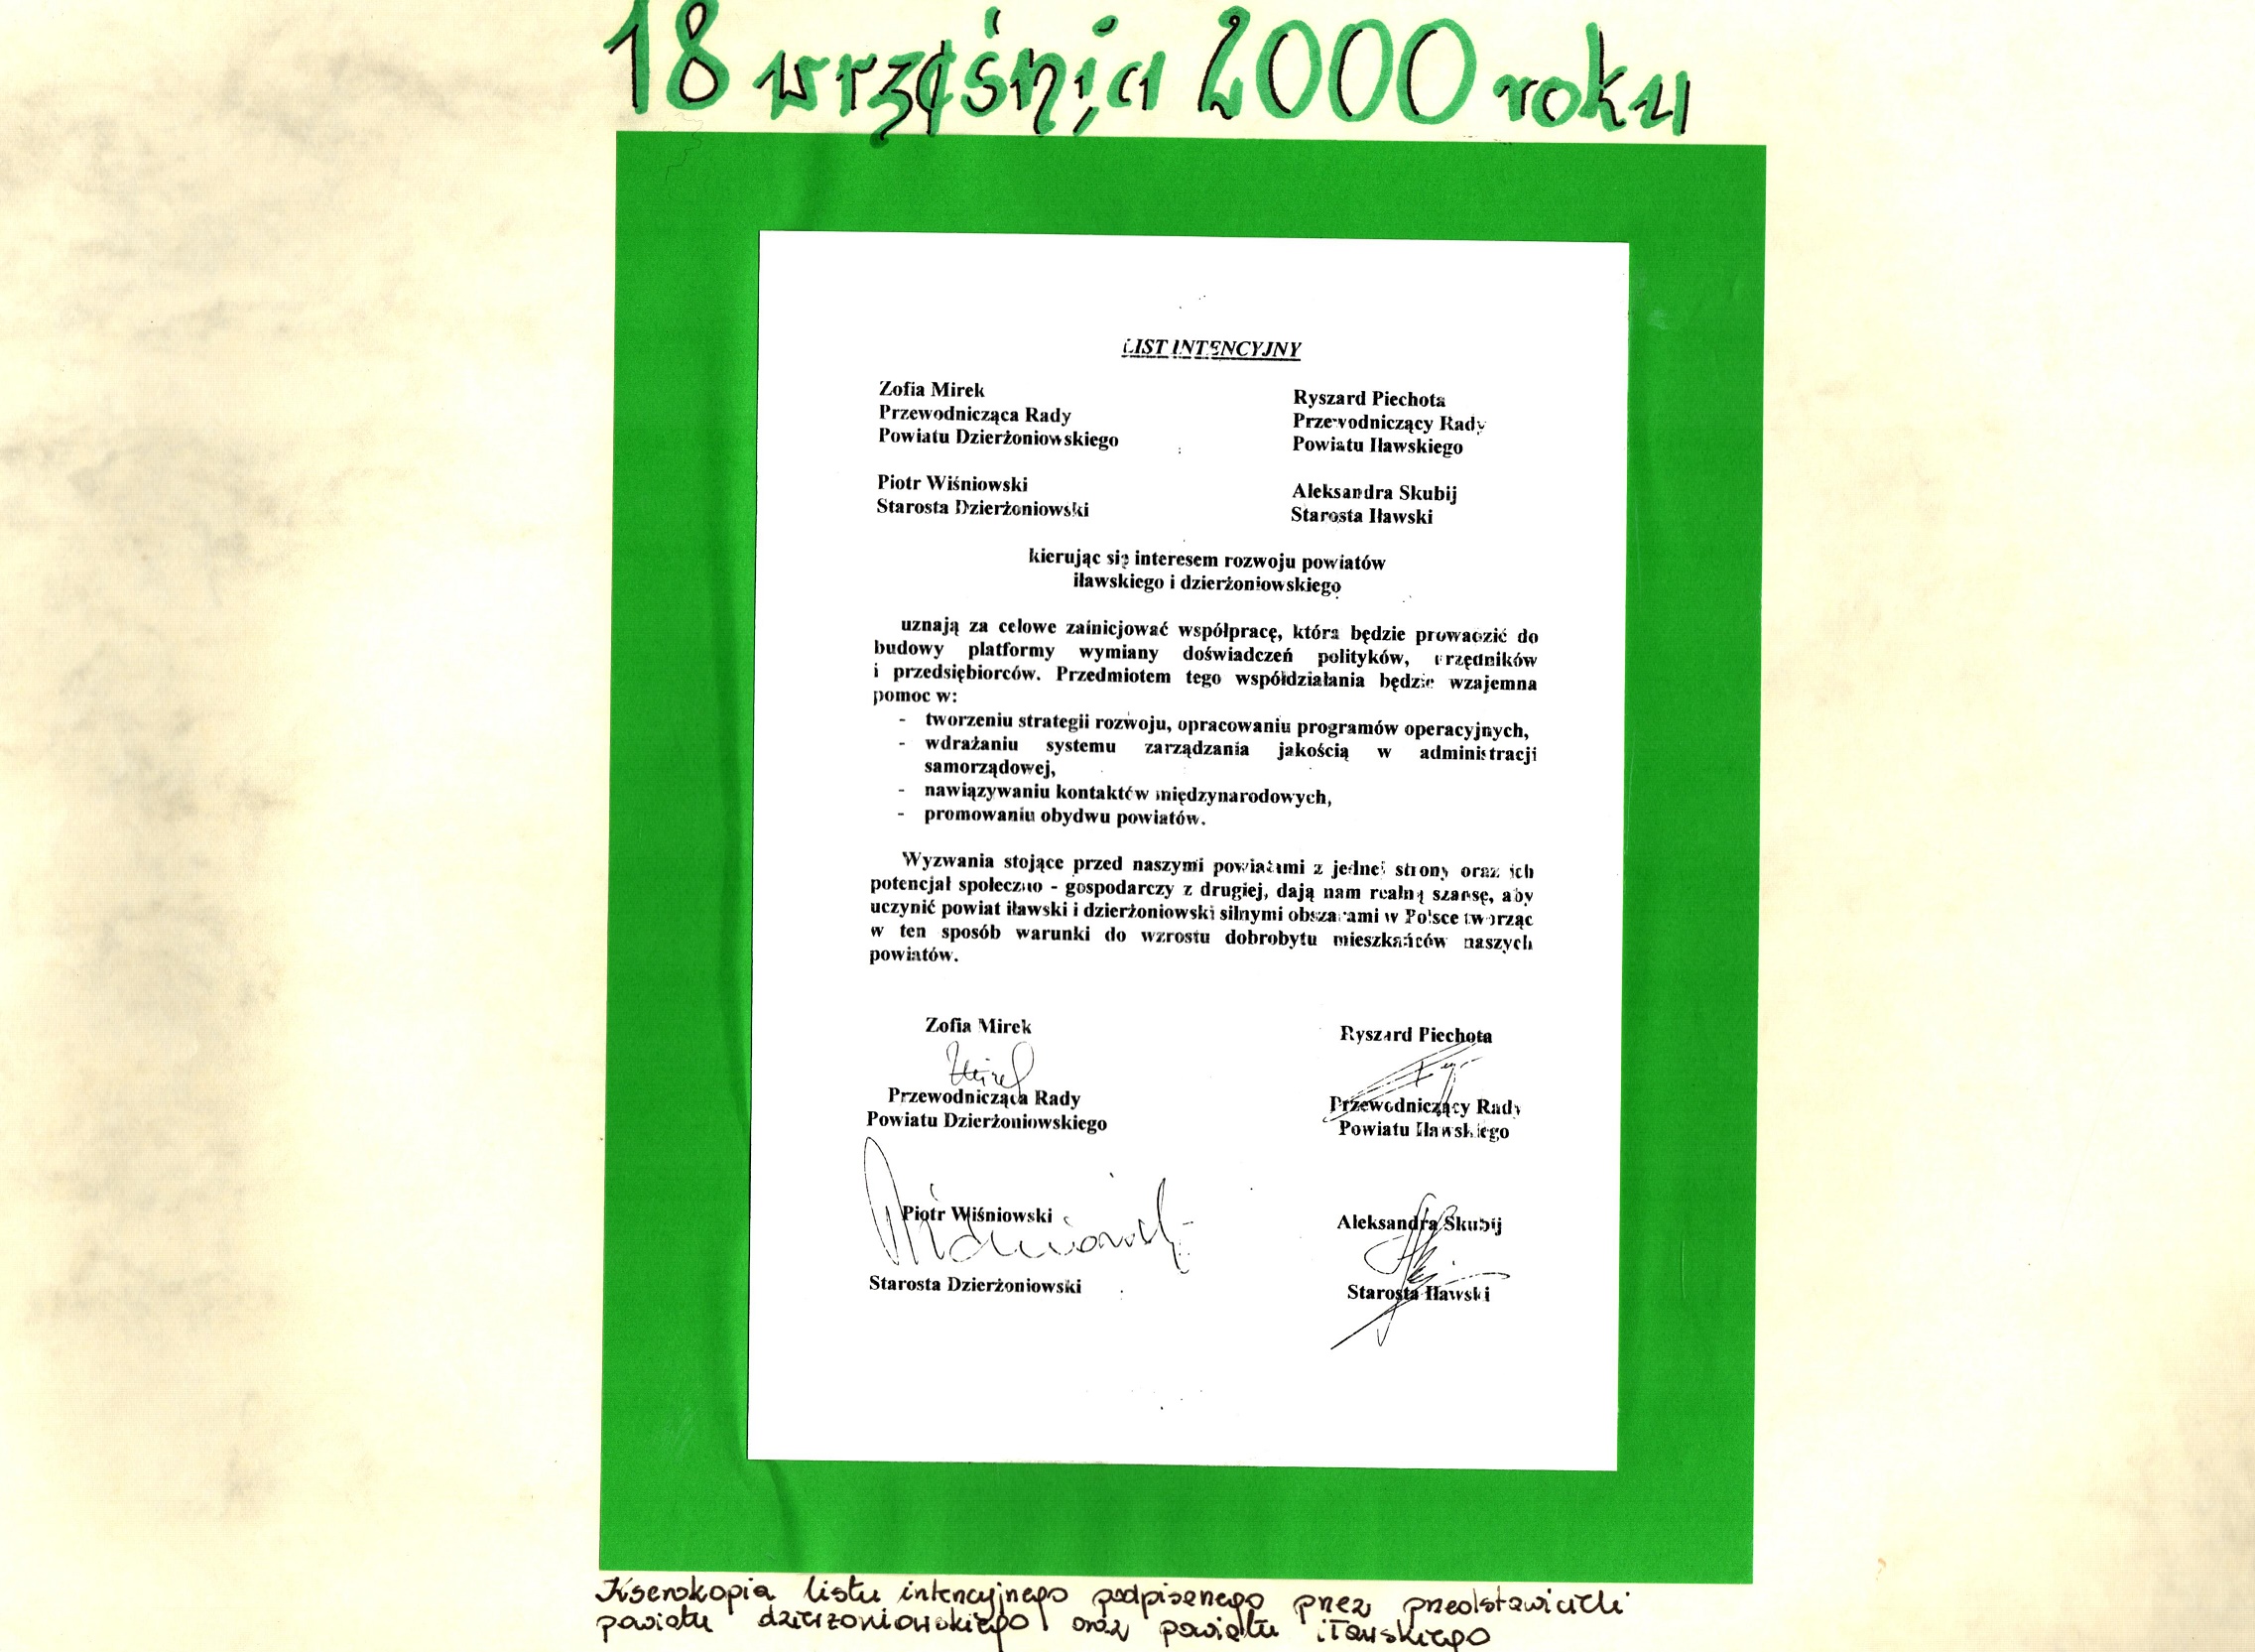 18 września 2000 roku
LIST INTENCYJNY
Zofia Mirek
Przewodnicząca Rady
Powiatu Dzierżoniowskiego
Ryszard Piechota
Przewodniczący Rady
Powiatu Iławskiego
Piotr Wiśniowski
Starosta Dzierżoniowski
Aleksandra Skubij
Starosta Iławski
kierując się interesem rozwoju powiatów
iławskiego i dzierżoniowskiego
uznają za celowe zainicjować współpracę, która będzie prowadzić do
budowy platformy wymiany doświadczeń polityków, urzędników
i przedsiębiorców. Przedmiotem tego współdziałania będzie wzajemna
pomoc w:
- tworzeniu strategii rozwoju, opracowaniu programów operacyjnych,
- wdrażaniu systemu zarządzania jakością w administracji
samorządowej,
- nawiązywaniu kontaktów międzynarodowych,
- promowaniu obydwu powiatów.
Wyzwania stojące przed naszymi powiatami z jednej strony oraz ich
potencjał społeczno - gospodarczy z drugiej, dają nam realną szansę, aby
uczynić powiat iławski i dzierżoniowski silnymi obszarami w Polsce tworząc
w ten sposób warunki do wzrostu dobrobytu mieszkańców naszych
powiatów.
Zofia Mirek
Przewodnicząca Rady
Powiatu Dzierżoniowskiego
Ryszard Piechota
Przewodniczący Rady
Powiatu Iławskiego
Piotr Wiśniowski
Starosta Dzierżoniowski
Aleksandra Skubij
Starosta Iławski
Kserokopia listu intencyjnego podpisanego przez przedstawicieli
powiatu dzierżoniowskiego oraz powiatu iławskiego